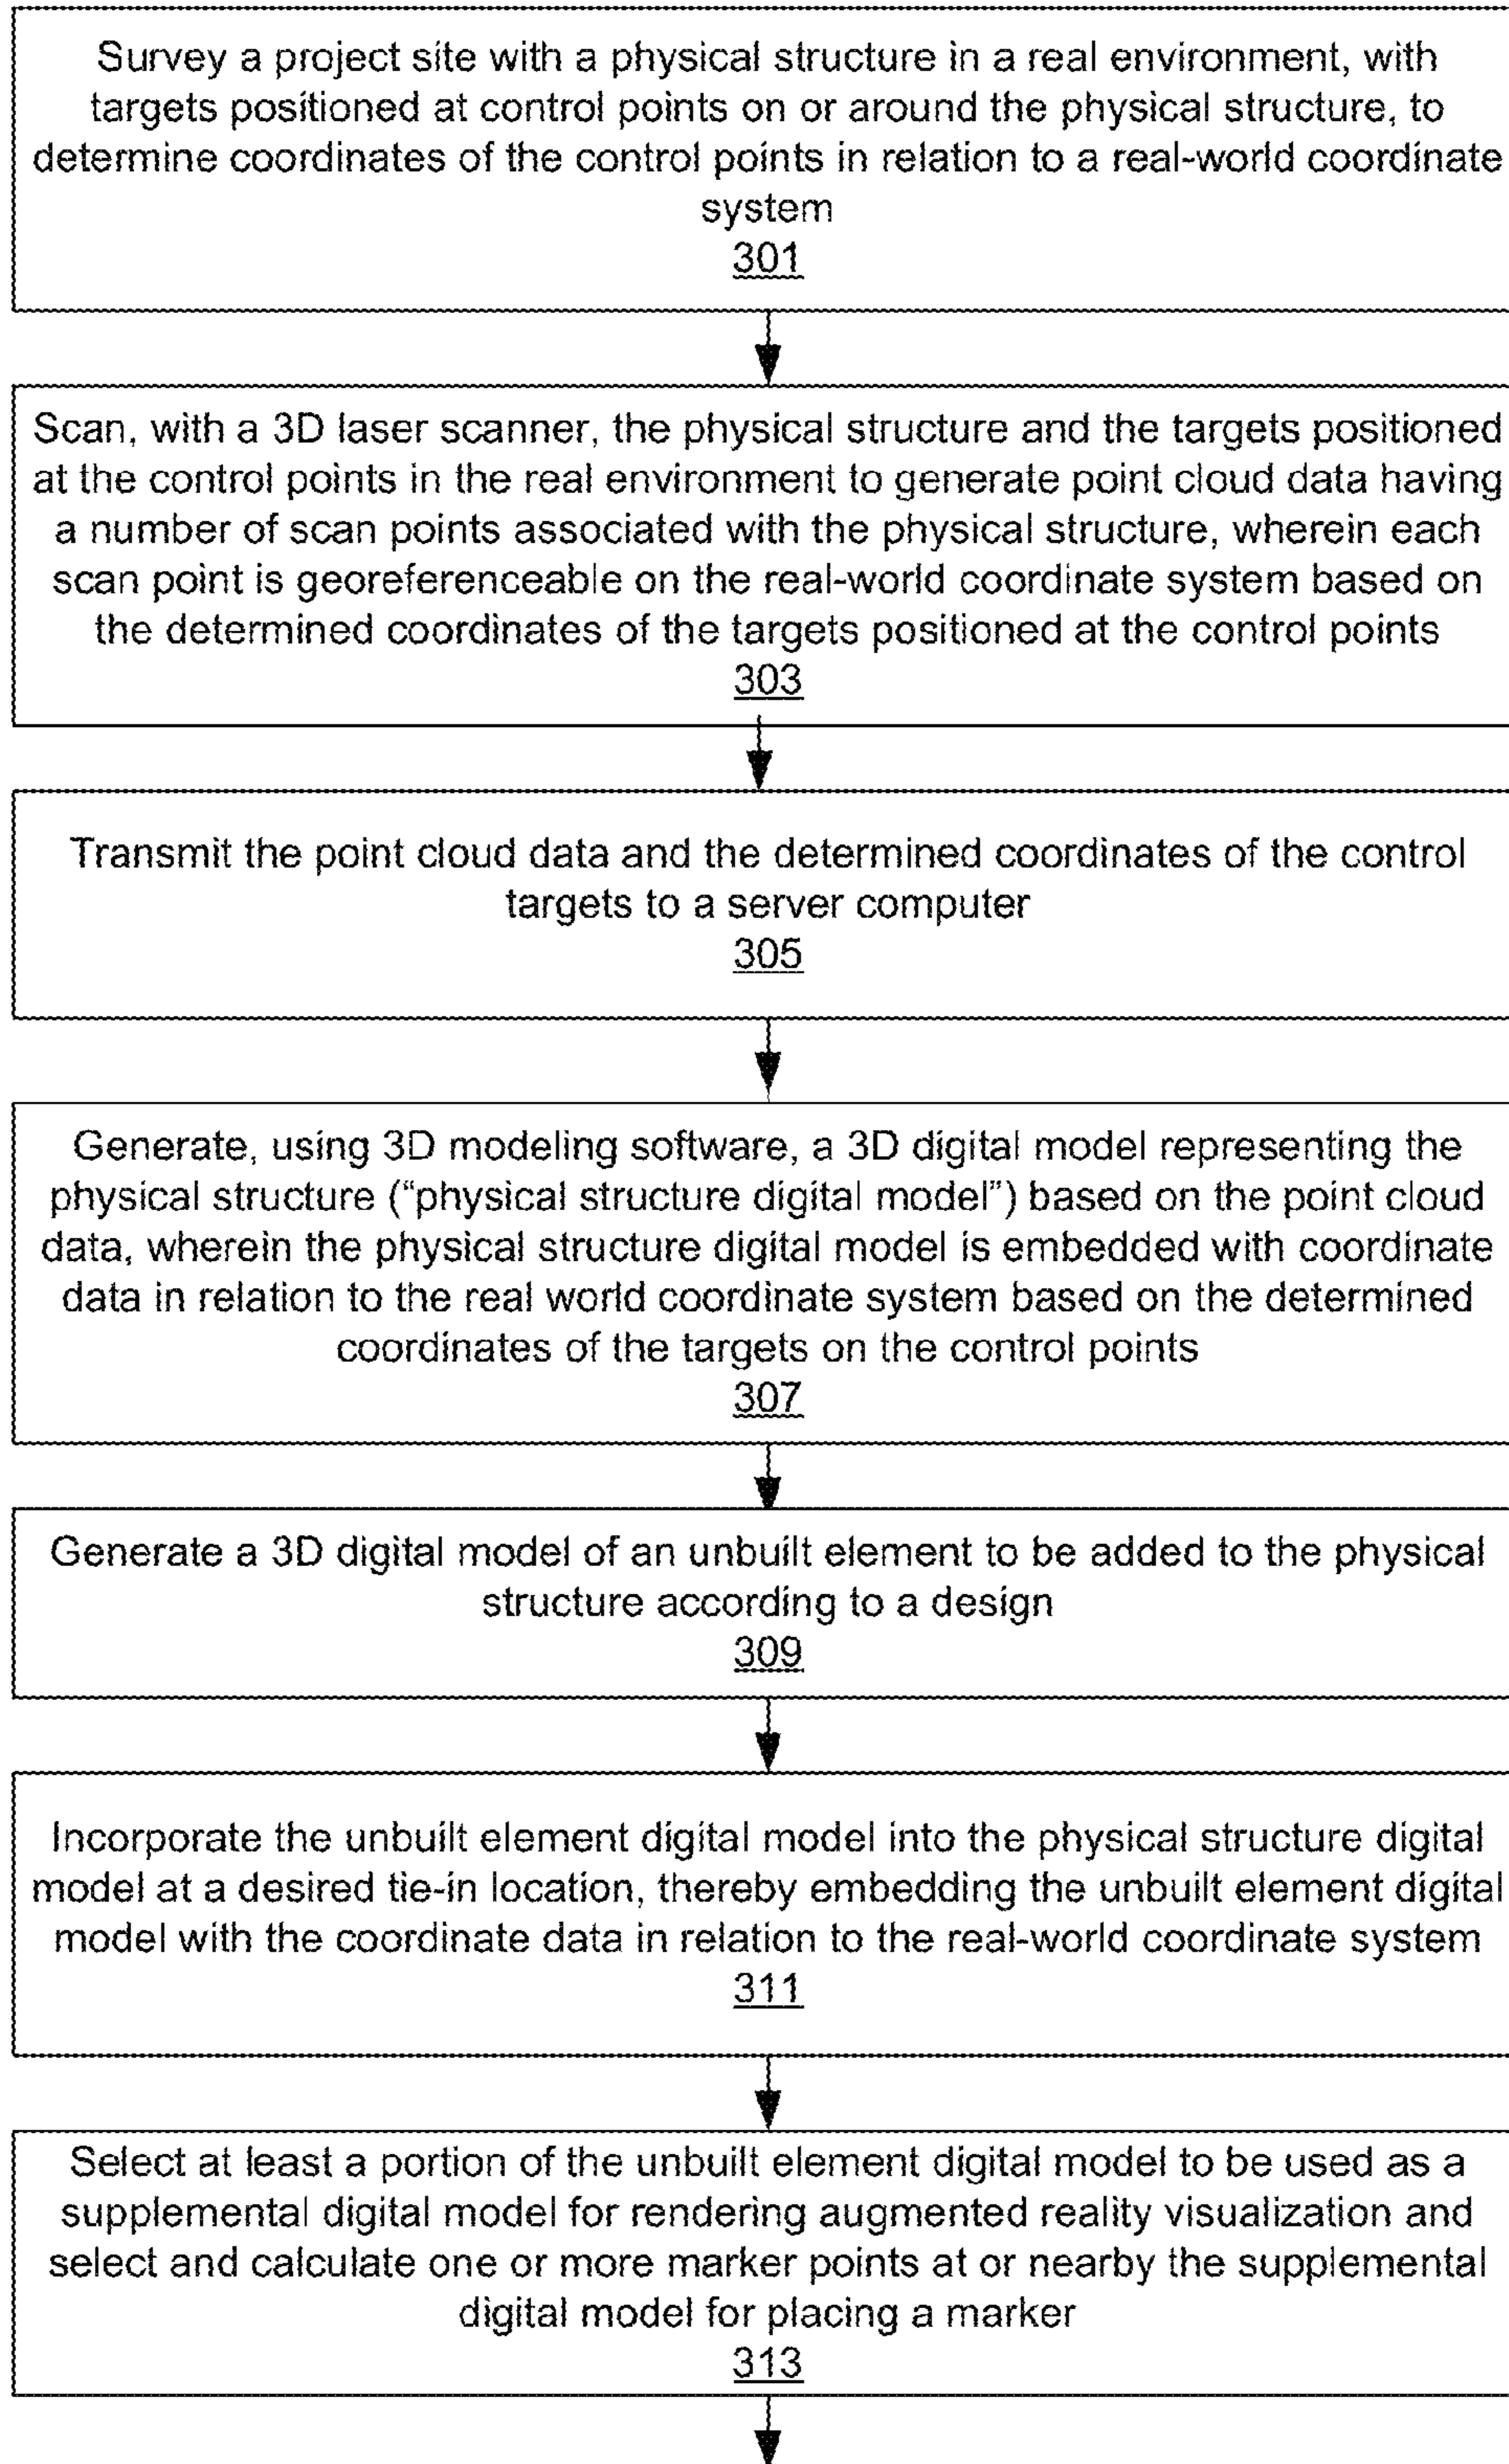 Survey a project site with a physical structure in a real environment, with
targets positioned at control points on or around the physical structure, to
determine coordinates of the control points in relation to a real-world coordinate
system
301
Scan, with a 3D laser scanner, the physical structure and the targets positioned
at the control points in the real environment to generate point cloud data having
a number of scan points associated with the physical structure, wherein each
scan point is georeferenceable on the real-world coordinate system based on
the determined coordinates of the targets positioned at the control points
303
Transmit the point cloud data and the determined coordinates of the control
targets to a server computer
305
Generate, using 3D modeling software, a 3D digital model representing the
physical structure (“physical structure digital model”) based on the point cloud
data, wherein the physical structure digital model is embedded with coordinate
data in relation to the real world coordinate system based on the determined
coordinates of the targets on the control points
307
Generate a 3D digital model of an unbuilt element to be added to the physical
structure according to a design
309
Incorporate the unbuilt element digital model into the physical structure digital
model at a desired tie-in location, thereby embedding the unbuilt element digital
model with the coordinate data in relation to the real-world coordinate system
311
Select at least a portion of the unbuilt element digital model to be used as a
supplemental digital model for rendering augmented reality visualization and
select and calculate one or more marker points at or nearby the supplemental
digital model for placing a marker
313